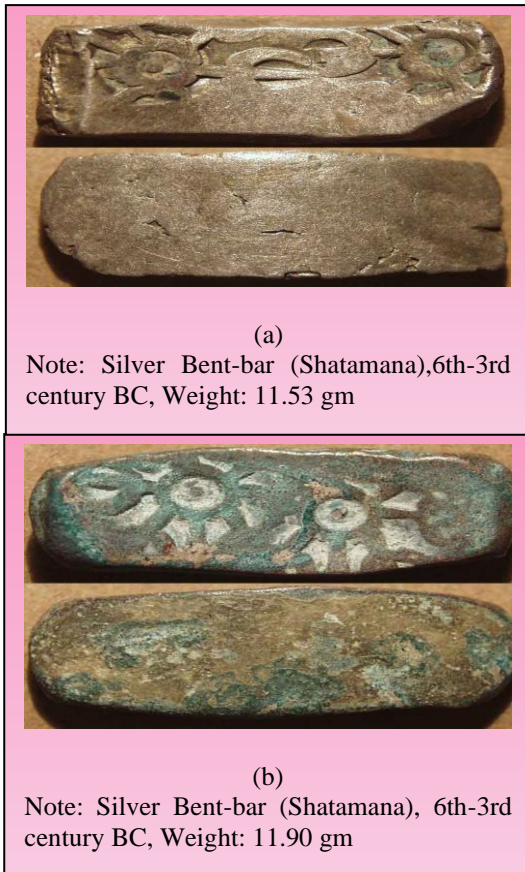 (a)
Note: Silver Bent-bar (Shatamana),6th-3rd
century BC, Weight: 11.53 gm
(b)
Note: Silver Bent-bar (Shatamana), 6th-3rd
century BC, Weight: 11.90 gm